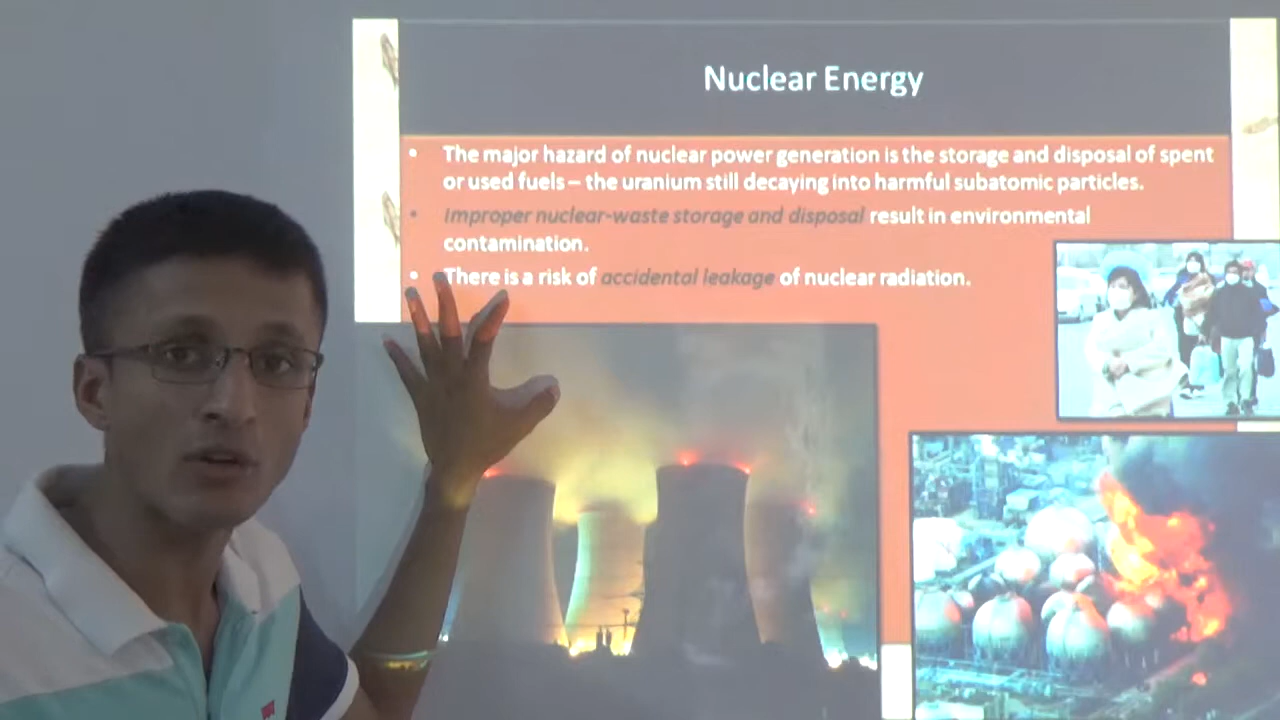 Nuclear Energy
• The major hazard of nuclear power generation is the storage and disposal of spent
or used fuels – the uranium still decaying into harmful subatomic particles.
• Improper nuclear-waste storage and disposal result in environmental
contamination.
• There is a risk of accidental leakage of nuclear radiation.